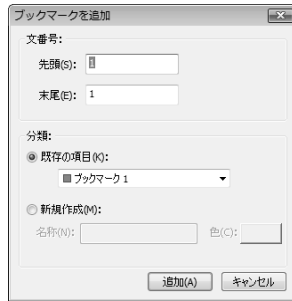 ブックマークを追加
文番号:
先頭(S): 1
末尾(E): 1
分類:
既存の項目(K):
ブックマーク 1
新規作成(M):
名称(N): 色(C):
追加(A) キャンセル